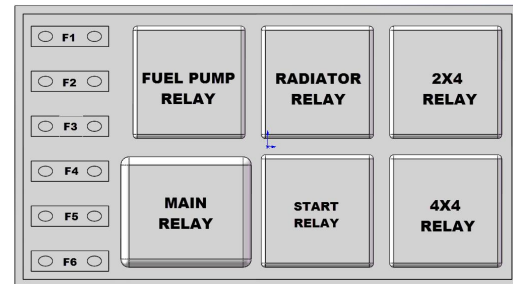 F1
F2
F3
F4
F5
F6
FUEL PUMP
RELAY
RADIATOR
RELAY
2X4
RELAY
MAIN
RELAY
START
RELAY
4X4
RELAY